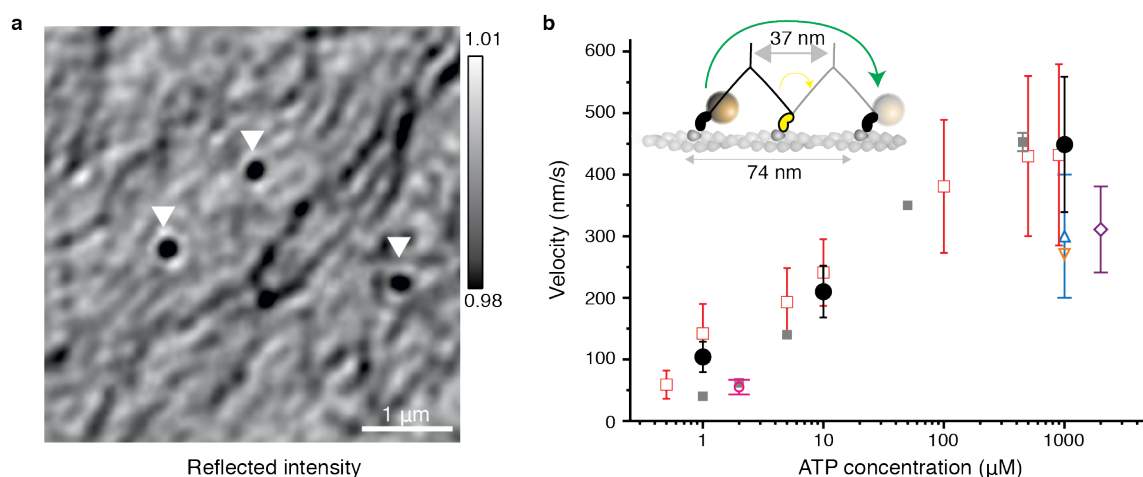 a
1.01
0.98
1 μm
Reflected intensity
b
600
500
400
300
200
100
0
Velocity (nm/s)
37 nm
74 nm
1
10
100
1000
ATP concentration (μM)